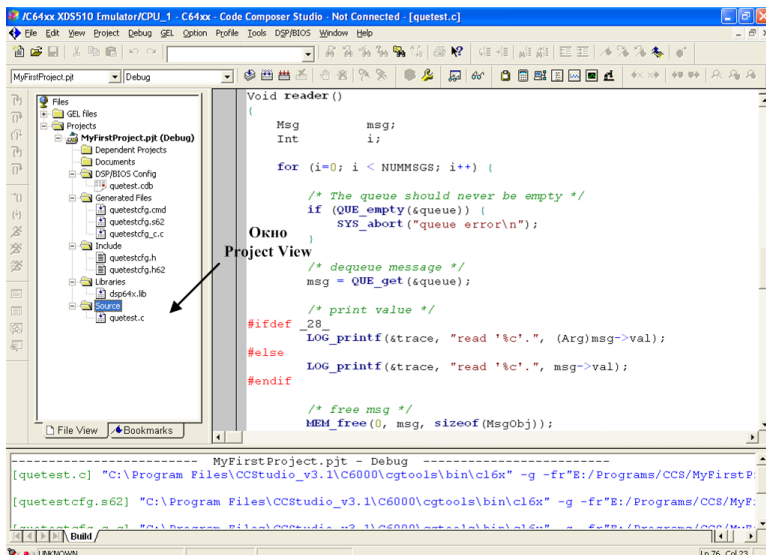 /C64xx XDS510 Emulator/CPU_1 - C64xx - Code Composer Studio - Not Connected - [quetest.c]
File Edit View Project Debug GEL Option Profile Tools DSP/BIOS Window Help
MyFirstProject.pjt Debug
Files
GEL files
Projects
MyFirstProject.pjt (Debug)
Dependent Projects
Documents
DSP/BIOS Config
quetest.cdb
Generated Files
questestcfg.cmd
quetestcfg.s62
quetestcfg_c.c
Include
quetestcfg.h
quetestcfg.h62
Libraries
dsp64x.lib
Source
quetest.c
File View Bookmarks
Окно
Project View
Void reader()
{
Msg msg;
Int i;
for (i=0; i < NUMMSGS; i++) {
/* The queue should never be empty */
if (QUE_empty(&queue)) {
SYS_abort("queue error\n");
}
/* dequeue message */
msg = QUE_get(&queue);
/* print value */
#ifdef _28_
LOG_printf(&trace, "read '%c'.", (Arg)msg->val);
#else
LOG_printf(&trace, "read '%c'.", msg->val);
#endif
/* free msg */
MEM_free(0, msg, sizeof(MsgObj));
------------------------- MyFirstProject.pjt - Debug -------------------------
[quetest.c] "C:\Program Files\CCStudio_v3.1\C6000\cgtools\bin\cl6x" -g -fr"E:/Programs/CCS/MyFirstP
[quetestcfg.s62] "C:\Program Files\CCStudio_v3.1\C6000\cgtools\bin\cl6x" -g -fr"E:/Programs/CCS/MyF
Build
UNKNOWN
Ln 76, Col 23